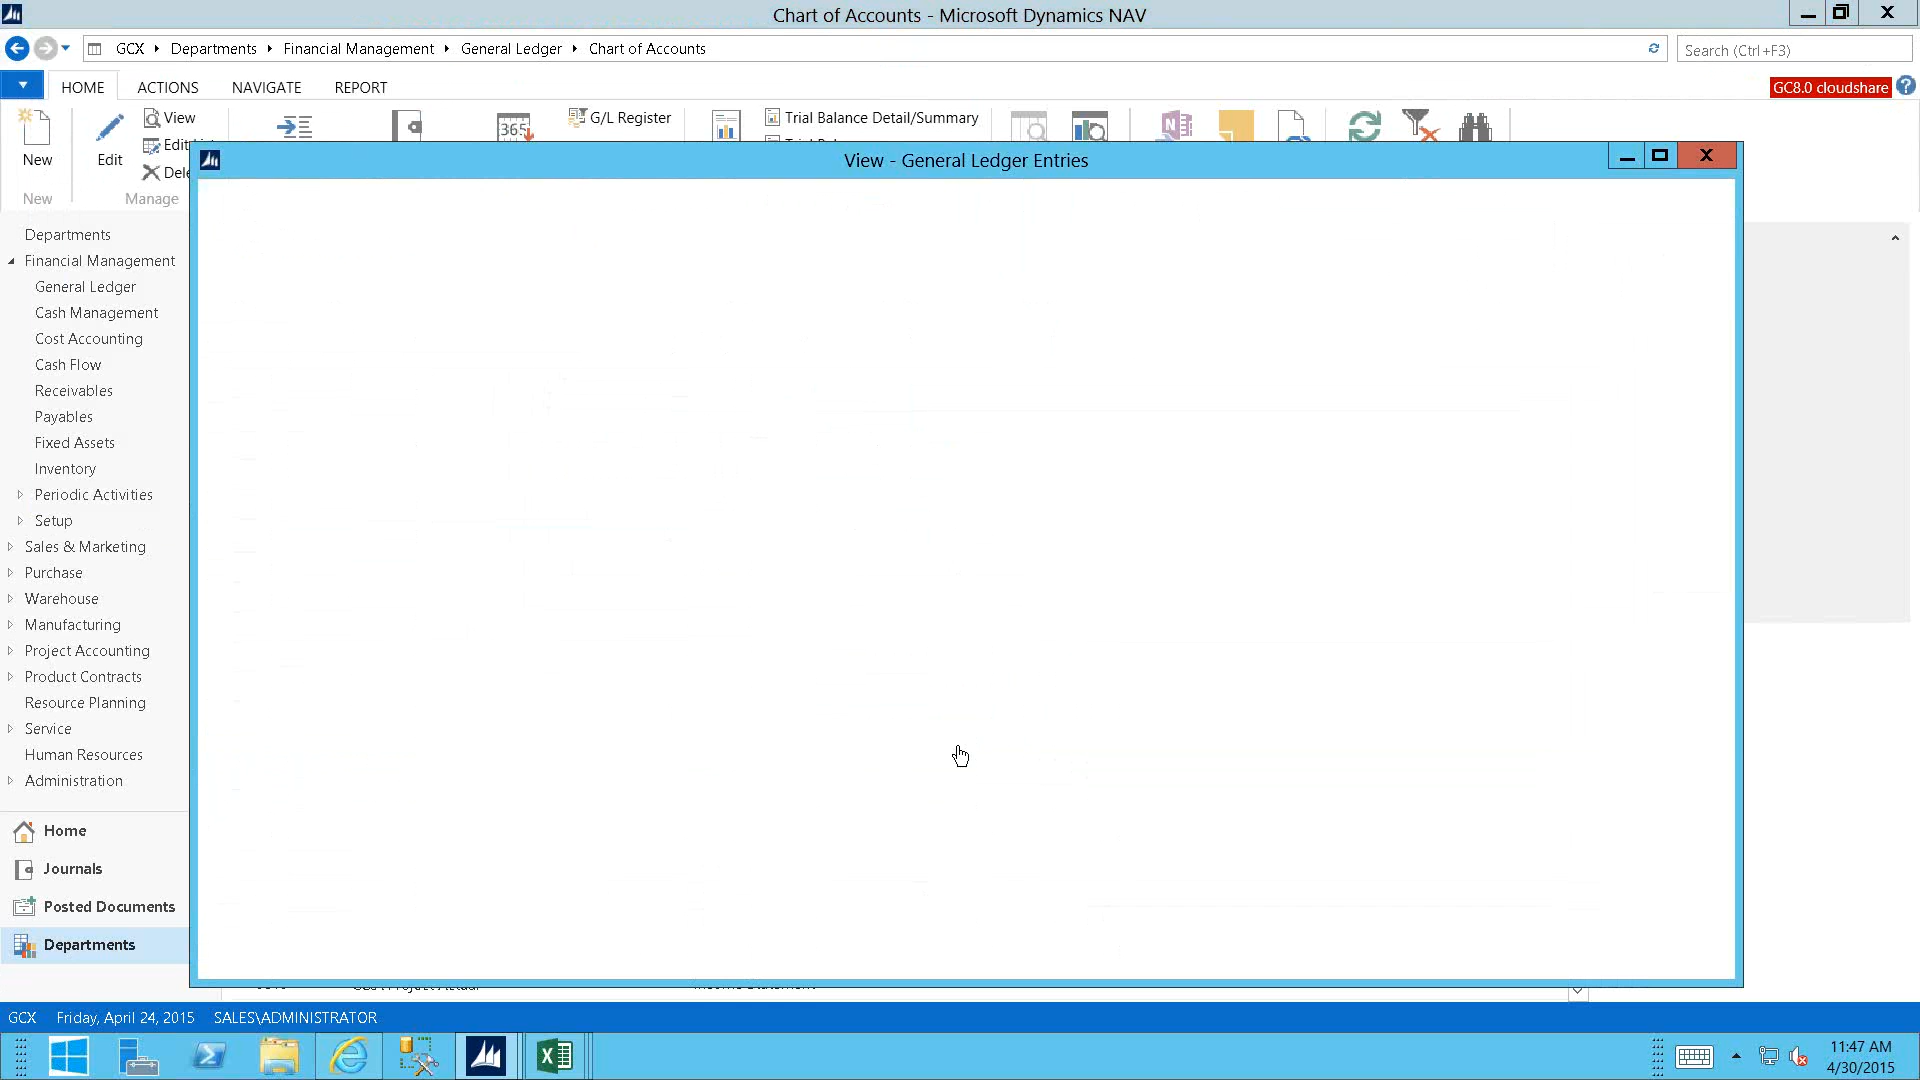 Chart of Accounts - Microsoft Dynamics NAV
GCX Departments Financial Management General Ledger Chart of Accounts
Search (Ctrl+F3)
HOME ACTIONS NAVIGATE REPORT
GC8.0 cloudshare
New
Edit
View
Delete
G/L Register
Trial Balance Detail/Summary
New
Manage
View - General Ledger Entries
Departments
Financial Management
General Ledger
Cash Management
Cost Accounting
Cash Flow
Receivables
Payables
Fixed Assets
Inventory
Periodic Activities
Setup
Sales & Marketing
Purchase
Warehouse
Manufacturing
Project Accounting
Product Contracts
Resource Planning
Service
Human Resources
Administration
Home
Journals
Posted Documents
Departments
GCX Friday, April 24, 2015 SALES\ADMINISTRATOR
365
11:47 AM
4/30/2015